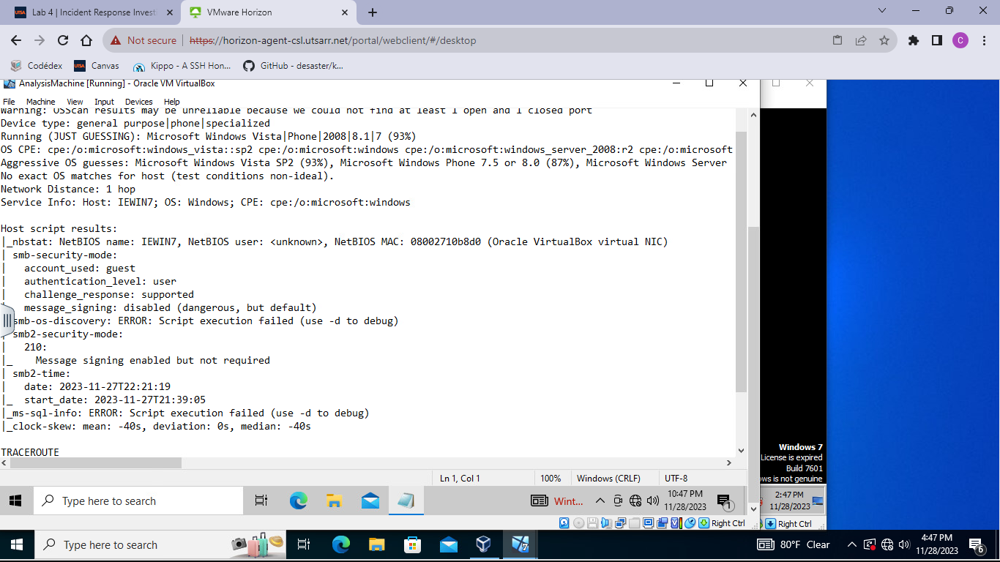 Lab 4 | Incident Response Invest
VMware Horizon
Not secure
https://horizon-agent-csl.utsarr.net/portal/webclient/#/desktop
C
Codédex
UTSA
Canvas
Kippo - A SSH Hon...
GitHub - desaster/k...
AnalysisMachine [Running] - Oracle VM VirtualBox
File Machine View Input Devices Help
Warning: OSScan results may be unreliable because we could not find at least 1 open and 1 closed port
Device type: general purpose|phone|specialized
Running (JUST GUESSING): Microsoft Windows Vista|Phone|2008|8.1|7 (93%)
OS CPE: cpe:/o:microsoft:windows_vista::sp2 cpe:/o:microsoft:windows cpe:/o:microsoft:windows_server_2008:r2 cpe:/o:microsoft
Aggressive OS guesses: Microsoft Windows Vista SP2 (93%), Microsoft Windows Phone 7.5 or 8.0 (87%), Microsoft Windows Server
No exact OS matches for host (test conditions non-ideal).
Network Distance: 1 hop
Service Info: Host: IEWIN7; OS: Windows; CPE: cpe:/o:microsoft:windows
Host script results:
|_nbstat: NetBIOS name: IEWIN7, NetBIOS user: <unknown>, NetBIOS MAC: 08002710b8d0 (Oracle VirtualBox virtual NIC)
| smb-security-mode:
|   account_used: guest
|   authentication_level: user
|   challenge_response: supported
message_signing: disabled (dangerous, but default)
smb-os-discovery: ERROR: Script execution failed (use -d to debug)
| smb2-security-mode:
|   210:
|_    Message signing enabled but not required
| smb2-time:
|   date: 2023-11-27T22:21:19
|_  start_date: 2023-11-27T21:39:05
|_ms-sql-info: ERROR: Script execution failed (use -d to debug)
|_clock-skew: mean: -40s, deviation: 0s, median: -40s
TRACEROUTE
Windows 7
License is expired
Build 7601
ows is not genuine
Ln 1, Col 1
100%
Windows (CRLF)
UTF-8
Type here to search
Wint...
10:47 PM
11/28/2023
1
2:47 PM
11/28/2023
Right Ctrl
Right Ctrl
Type here to search
80°F Clear
4:47 PM
11/28/2023
6